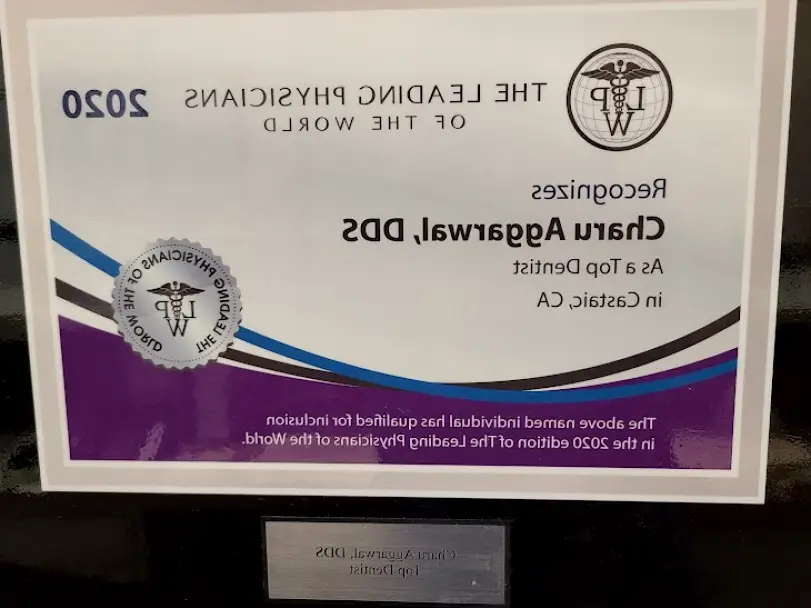 THE LEADING PHYSICIANS
OF THE WORLD
2020
LPW
Recognizes
Charu Aggarwal, DDS
As a Top Dentist
in Castaic, CA
THE LEADING PHYSICIANS OF THE WORLD
LPW
The above named individual has qualified for inclusion
in the 2020 edition of The Leading Physicians of the World.
Charu Aggarwal, DDS
Top Dentist